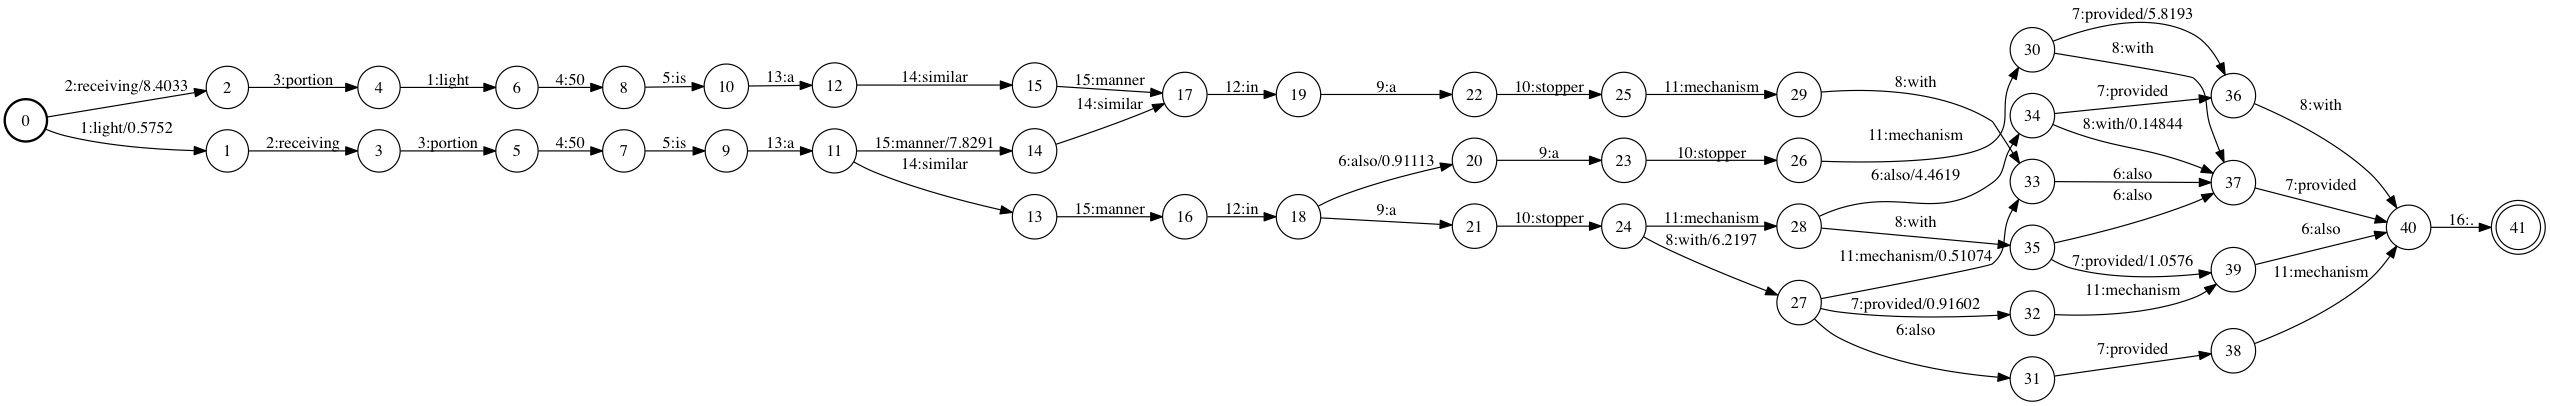 0
2:receiving/8.4033
1:light/0.5752
2
3:portion
4
1:light
6
4:50
8
5:is
10
13:a
12
14:similar
15
15:manner
17
12:in
19
9:a
22
10:stopper
25
11:mechanism
29
8:with
1
2:receiving
3
3:portion
5
4:50
7
5:is
9
13:a
11
15:manner/7.8291
14:similar
14
14:similar
13
15:manner
16
12:in
18
6:also/0.91113
9:a
20
9:a
23
10:stopper
26
11:mechanism
21
10:stopper
24
11:mechanism
8:with/6.2197
28
6:also/4.4619
8:with
27
11:mechanism/0.51074
7:provided/0.91602
6:also
30
7:provided/5.8193
8:with
34
7:provided
8:with/0.14844
33
6:also
35
6:also
7:provided/1.0576
32
11:mechanism
31
7:provided
36
8:with
37
7:provided
39
6:also
38
11:mechanism
40
16:.
41